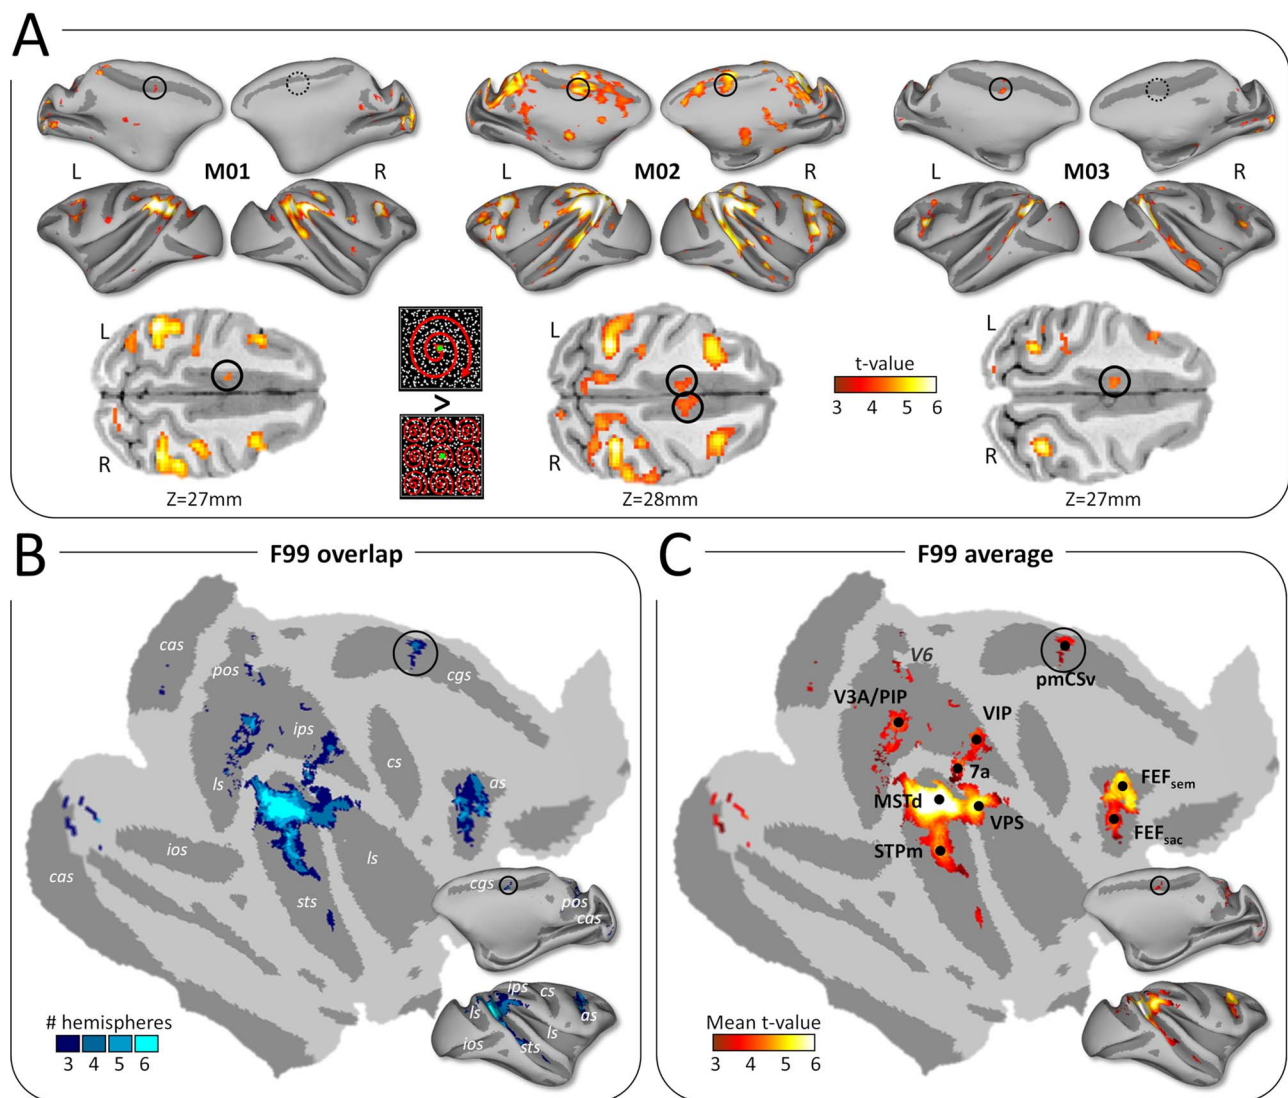 A
L M01 R
L M02 R
L M03 R
L
R
Z=27mm
>
L
R
Z=28mm
t-value
3 4 5 6
L
R
Z=27mm
B
F99 overlap
cas
pos
cgs
ips
cs
ls
as
ios
ls
cas
sts
cgs
pos
cas
ips
cs
ls
as
ls
ios
sts
# hemispheres
3 4 5 6
C
F99 average
V6
pmCSv
V3A/PIP
VIP
7a
FEFsem
MSTd
VPS
FEFsac
STPm
Mean t-value
3 4 5 6